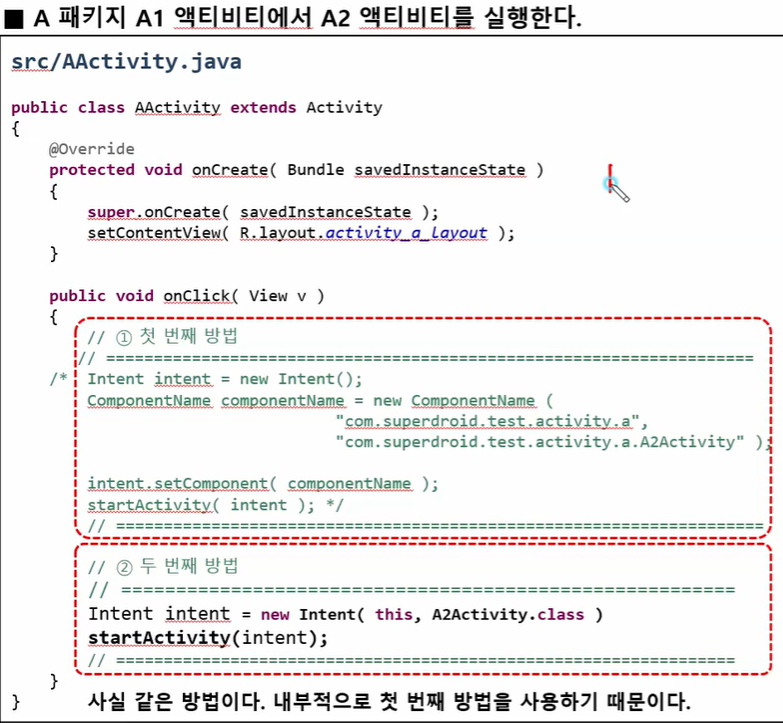 ■ A 패키지 A1 액티비티에서 A2 액티비티를 실행한다.
src/AActivity.java
public class AActivity extends Activity
{
@Override
protected void onCreate( Bundle savedInstanceState )
{
super.onCreate( savedInstanceState );
setContentView( R.layout.activity_a_layout );
}
public void onClick( View v )
{
// ① 첫 번째 방법
// ====================================================================
/* Intent intent = new Intent();
ComponentName componentName = new ComponentName (
"com.superdroid.test.activity.a",
"com.superdroid.test.activity.a.A2Activity" );
intent.setComponent( componentName );
startActivity( intent ); */
// ====================================================================
// ② 두 번째 방법
// ================================================================
Intent intent = new Intent( this, A2Activity.class )
startActivity(intent);
// =================================================================
}
} 사실 같은 방법이다. 내부적으로 첫 번째 방법을 사용하기 때문이다.